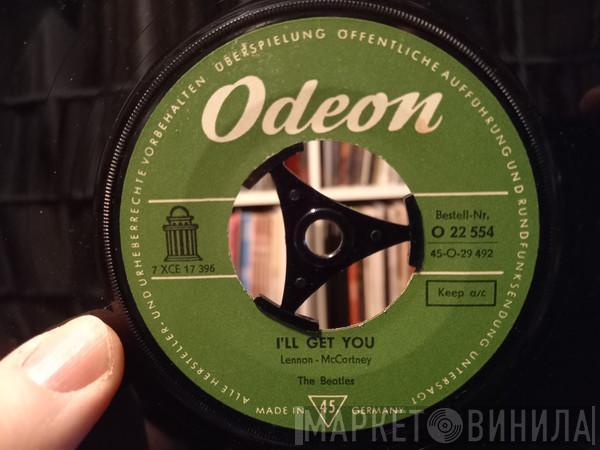 ALLE HERSTELLER- UND URHEBERRECHTE VORBEHALTEN ÜBERSPIELUNG ÖFFENTLICHE AUFFÜHRUNG UND RUNDFUNKSENDUNG UNTERSAGT
Odeon
Bestell-Nr.
O 22 554
45-O-29 492
7 XCE 17 396
Keep a/c
I'LL GET YOU
Lennon - McCortney
The Beatles
MADE IN 45 GERMANY
МАРКЕТ ВИНИЛА